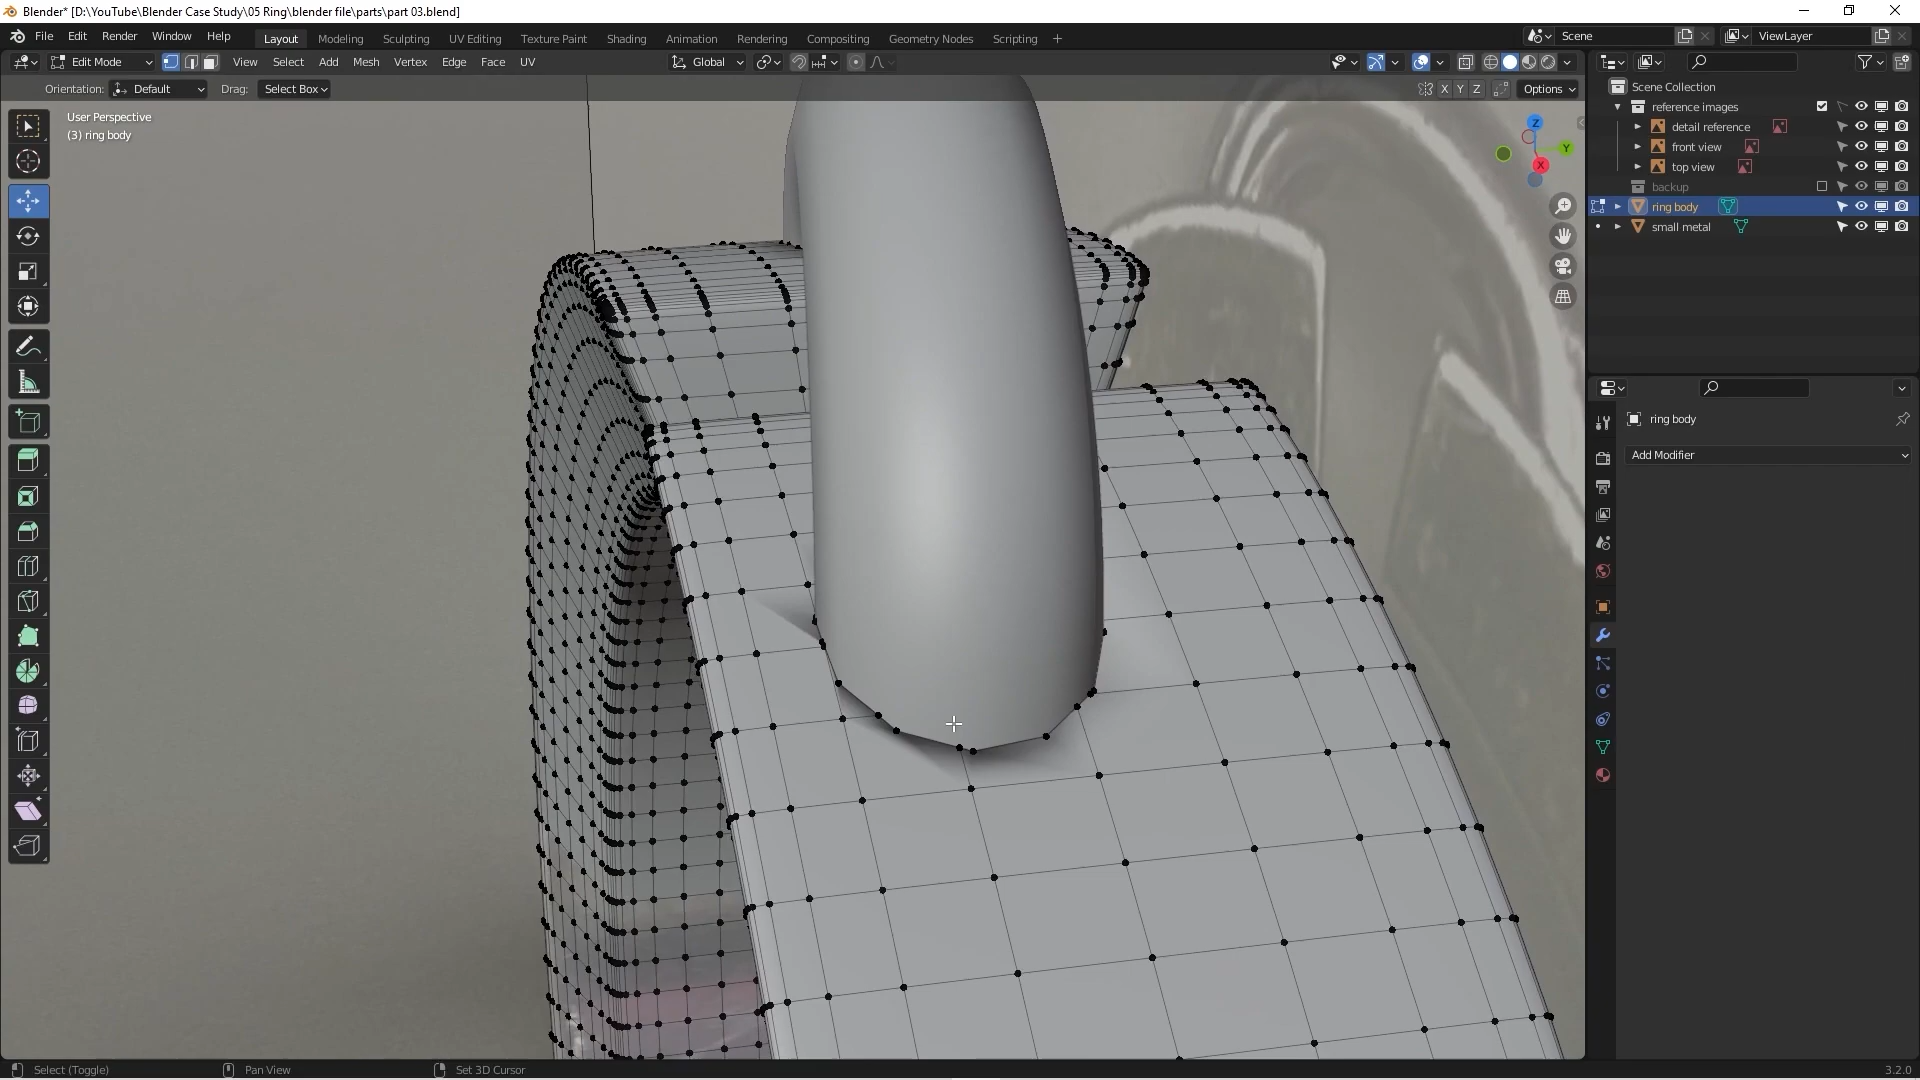 Blender* [D:\YouTube\Blender Case Study\05 Ring\blender file\parts\part 03.blend]
File Edit Render Window Help Layout Modeling Sculpting UV Editing Texture Paint Shading Animation Rendering Compositing Geometry Nodes Scripting + Scene ViewLayer
Edit Mode View Select Add Mesh Vertex Edge Face UV Global
Orientation: Default Drag: Select Box X Y Z Options
User Perspective
(3) ring body
Z
Y
X
Scene Collection
reference images
detail reference
front view
top view
backup
ring body
small metal
ring body
Add Modifier
Select (Toggle) Pan View Set 3D Cursor 3.2.0